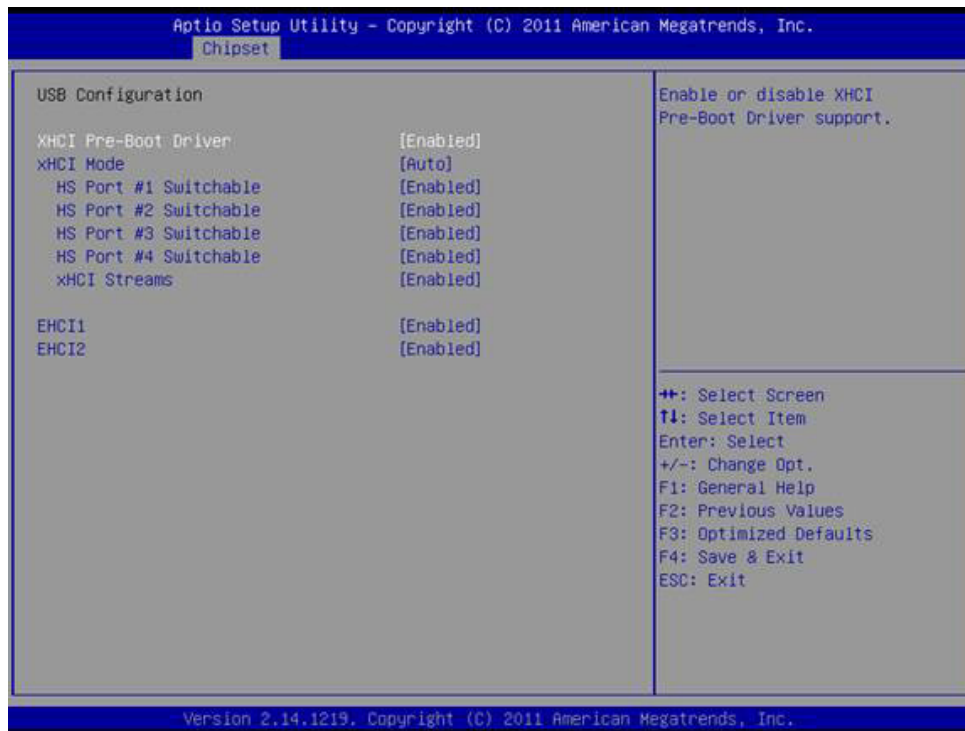 Aptio Setup Utility – Copyright (C) 2011 American Megatrends, Inc.
Chipset
USB Configuration
XHCI Pre-Boot Driver [Enabled]
xHCI Mode [Auto]
HS Port #1 Switchable [Enabled]
HS Port #2 Switchable [Enabled]
HS Port #3 Switchable [Enabled]
HS Port #4 Switchable [Enabled]
xHCI Streams [Enabled]
EHCI1 [Enabled]
EHCI2 [Enabled]
Enable or disable XHCI
Pre-Boot Driver support.
→←: Select Screen
↑↓: Select Item
Enter: Select
+/-: Change Opt.
F1: General Help
F2: Previous Values
F3: Optimized Defaults
F4: Save & Exit
ESC: Exit
Version 2.14.1219. Copyright (C) 2011 American Megatrends, Inc.